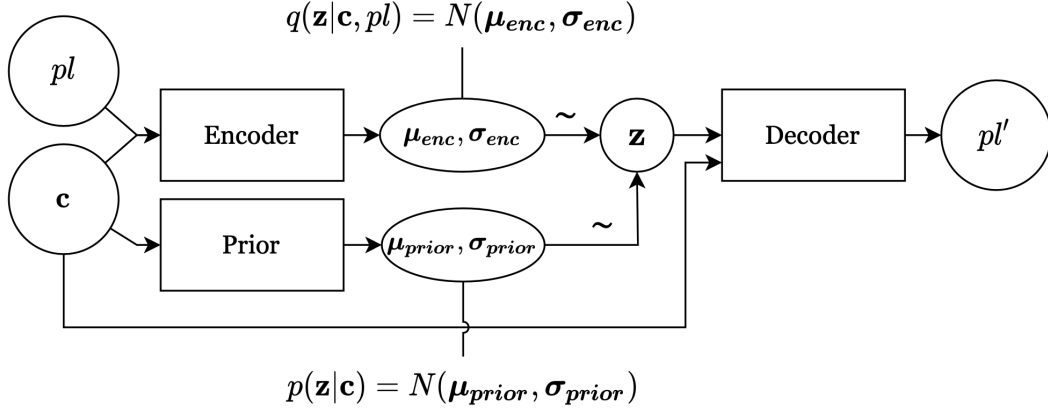 q(𝐳|𝐜, pl) = N(𝝁_enc, 𝝈_enc)
pl
Encoder
𝝁_enc, 𝝈_enc
~
𝐳
Decoder
pl′
𝐜
Prior
𝝁_prior, 𝝈_prior
~
p(𝐳|𝐜) = N(𝝁_prior, 𝝈_prior)